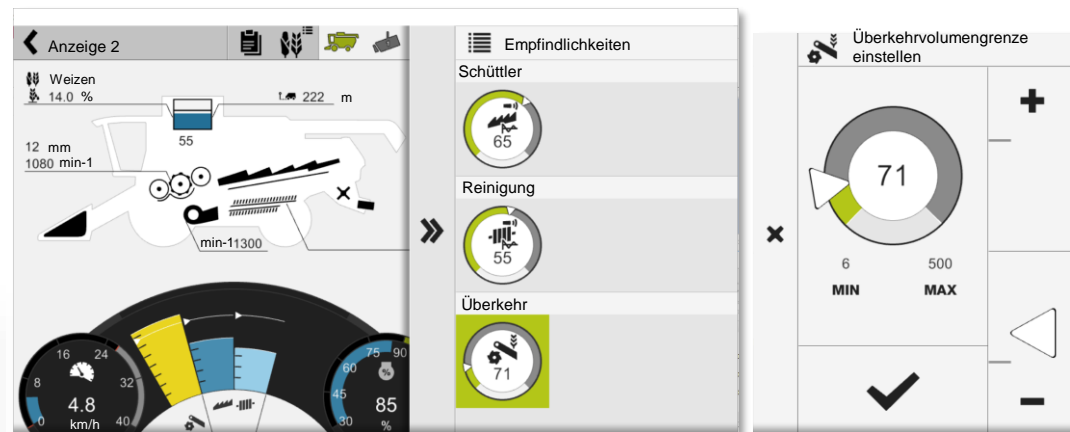 Anzeige 2
Weizen
14.0 %
222 m
55
12 mm
1080 min-1
min-11300
16 24
8 32
0 40
4.8
km/h
75 90
60
45
30
%
85
%
Empfindlichkeiten
Schüttler
65
Reinigung
55
Überkehr
71
Überkehrvolumengrenze
einstellen
71
6 500
MIN MAX